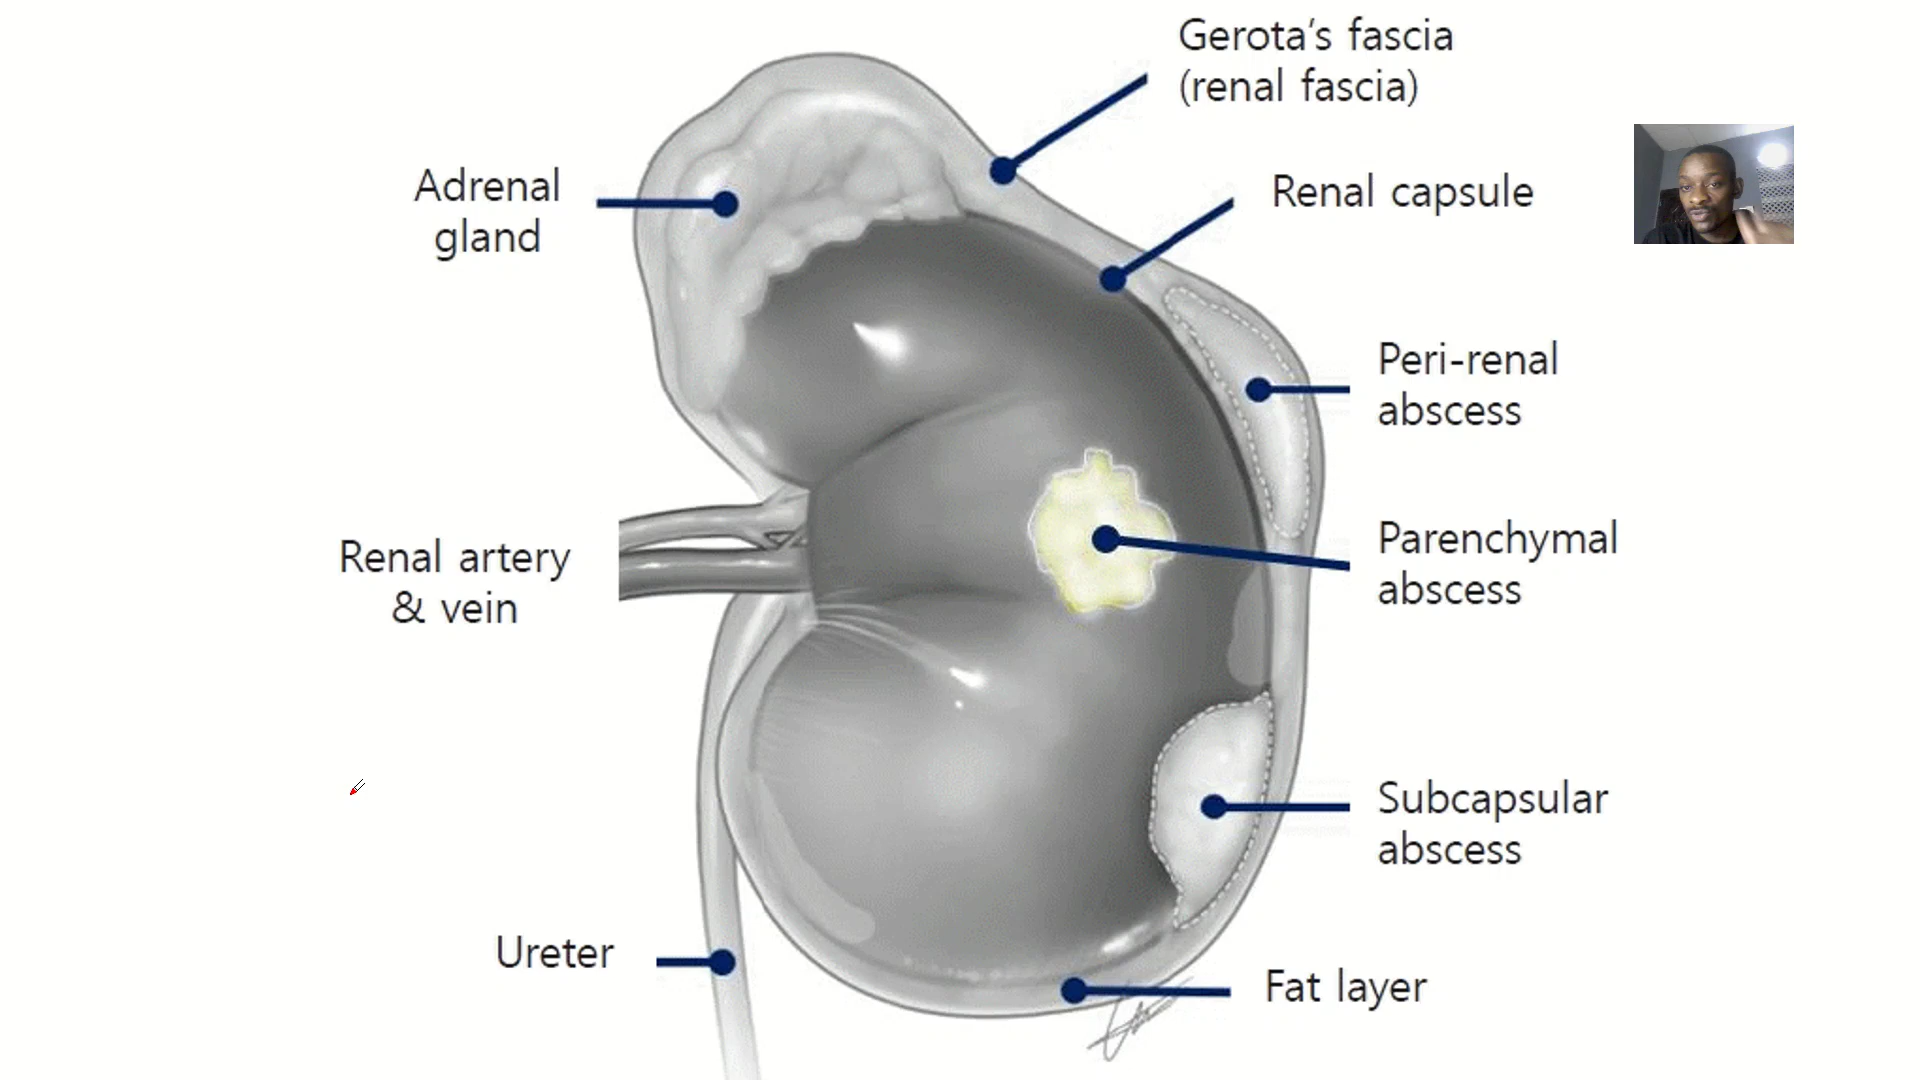 Gerota‘s fascia
(renal fascia)
Adrenal
gland
Renal capsule
Peri-renal
abscess
Renal artery
& vein
Parenchymal
abscess
Subcapsular
abscess
Ureter
Fat layer